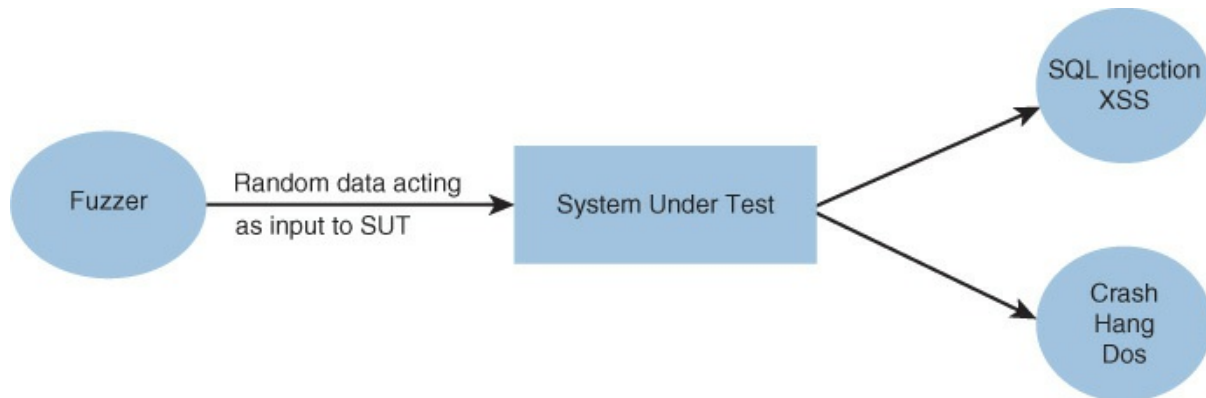 Fuzzer
Random data acting
as input to SUT
System Under Test
SQL Injection
XSS
Crash
Hang
Dos